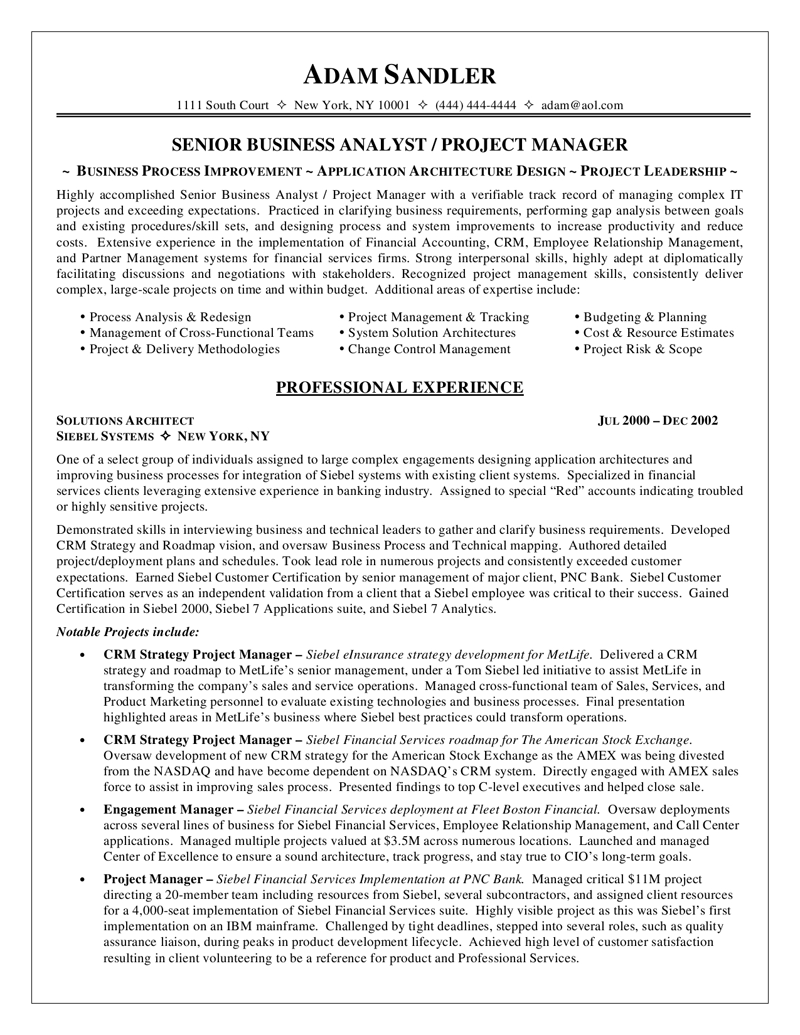 ADAM SANDLER
1111 South Court ✧ New York, NY 10001 ✧ (444) 444-4444 ✧ adam@aol.com
SENIOR BUSINESS ANALYST / PROJECT MANAGER
~ BUSINESS PROCESS IMPROVEMENT ~ APPLICATION ARCHITECTURE DESIGN ~ PROJECT LEADERSHIP ~
Highly accomplished Senior Business Analyst / Project Manager with a verifiable track record of managing complex IT
projects and exceeding expectations. Practiced in clarifying business requirements, performing gap analysis between goals
and existing procedures/skill sets, and designing process and system improvements to increase productivity and reduce
costs. Extensive experience in the implementation of Financial Accounting, CRM, Employee Relationship Management,
and Partner Management systems for financial services firms. Strong interpersonal skills, highly adept at diplomatically
facilitating discussions and negotiations with stakeholders. Recognized project management skills, consistently deliver
complex, large-scale projects on time and within budget. Additional areas of expertise include:
• Process Analysis & Redesign • Project Management & Tracking • Budgeting & Planning
• Management of Cross-Functional Teams • System Solution Architectures • Cost & Resource Estimates
• Project & Delivery Methodologies • Change Control Management • Project Risk & Scope
PROFESSIONAL EXPERIENCE
SOLUTIONS ARCHITECT JUL 2000 – DEC 2002
SIEBEL SYSTEMS ✧ NEW YORK, NY
One of a select group of individuals assigned to large complex engagements designing application architectures and
improving business processes for integration of Siebel systems with existing client systems. Specialized in financial
services clients leveraging extensive experience in banking industry. Assigned to special “Red” accounts indicating troubled
or highly sensitive projects.
Demonstrated skills in interviewing business and technical leaders to gather and clarify business requirements. Developed
CRM Strategy and Roadmap vision, and oversaw Business Process and Technical mapping. Authored detailed
project/deployment plans and schedules. Took lead role in numerous projects and consistently exceeded customer
expectations. Earned Siebel Customer Certification by senior management of major client, PNC Bank. Siebel Customer
Certification serves as an independent validation from a client that a Siebel employee was critical to their success. Gained
Certification in Siebel 2000, Siebel 7 Applications suite, and Siebel 7 Analytics.
Notable Projects include:
• CRM Strategy Project Manager – Siebel eInsurance strategy development for MetLife. Delivered a CRM
strategy and roadmap to MetLife’s senior management, under a Tom Siebel led initiative to assist MetLife in
transforming the company’s sales and service operations. Managed cross-functional team of Sales, Services, and
Product Marketing personnel to evaluate existing technologies and business processes. Final presentation
highlighted areas in MetLife’s business where Siebel best practices could transform operations.
• CRM Strategy Project Manager – Siebel Financial Services roadmap for The American Stock Exchange.
Oversaw development of new CRM strategy for the American Stock Exchange as the AMEX was being divested
from the NASDAQ and have become dependent on NASDAQ’s CRM system. Directly engaged with AMEX sales
force to assist in improving sales process. Presented findings to top C-level executives and helped close sale.
• Engagement Manager – Siebel Financial Services deployment at Fleet Boston Financial. Oversaw deployments
across several lines of business for Siebel Financial Services, Employee Relationship Management, and Call Center
applications. Managed multiple projects valued at $3.5M across numerous locations. Launched and managed
Center of Excellence to ensure a sound architecture, track progress, and stay true to CIO’s long-term goals.
• Project Manager – Siebel Financial Services Implementation at PNC Bank. Managed critical $11M project
directing a 20-member team including resources from Siebel, several subcontractors, and assigned client resources
for a 4,000-seat implementation of Siebel Financial Services suite. Highly visible project as this was Siebel’s first
implementation on an IBM mainframe. Challenged by tight deadlines, stepped into several roles, such as quality
assurance liaison, during peaks in product development lifecycle. Achieved high level of customer satisfaction
resulting in client volunteering to be a reference for product and Professional Services.